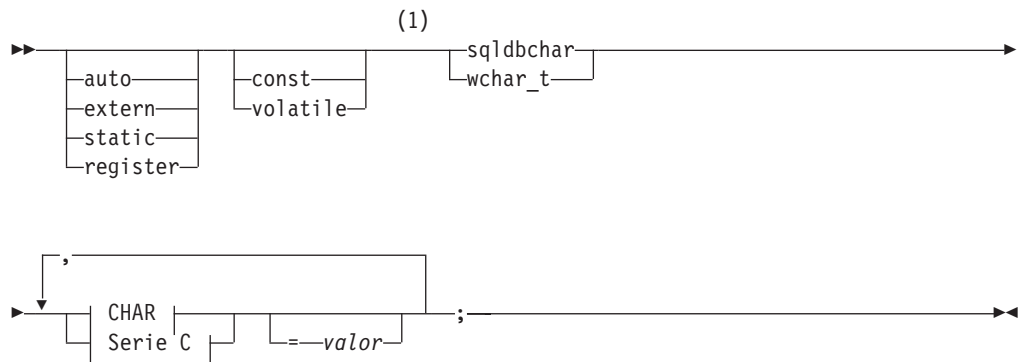 (1)
sqldbchar
auto const wchar_t
extern volatile
static
register
,
CHAR ;
Serie C = valor